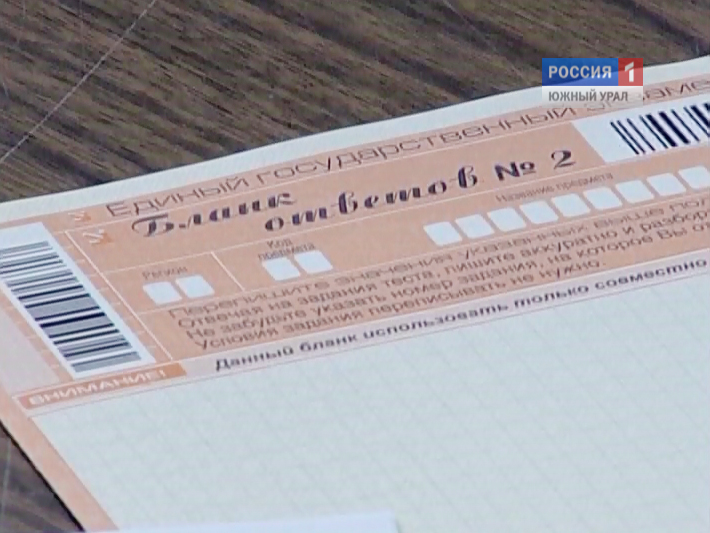 РОССИЯ 1
ЮЖНЫЙ УРАЛ
Единый государственный экзаме
Бланк
ответов № 2
Регион
Код
предмета
Название предмета
Перепишите значения указанных выше пол
Отвечая на задания теста, пишите аккуратно и разбор
Не забудьте указать номер задания, на которое Вы от
Условия задания переписывать не нужно.
ВНИМАНИЕ!
Данный бланк использовать только совместно